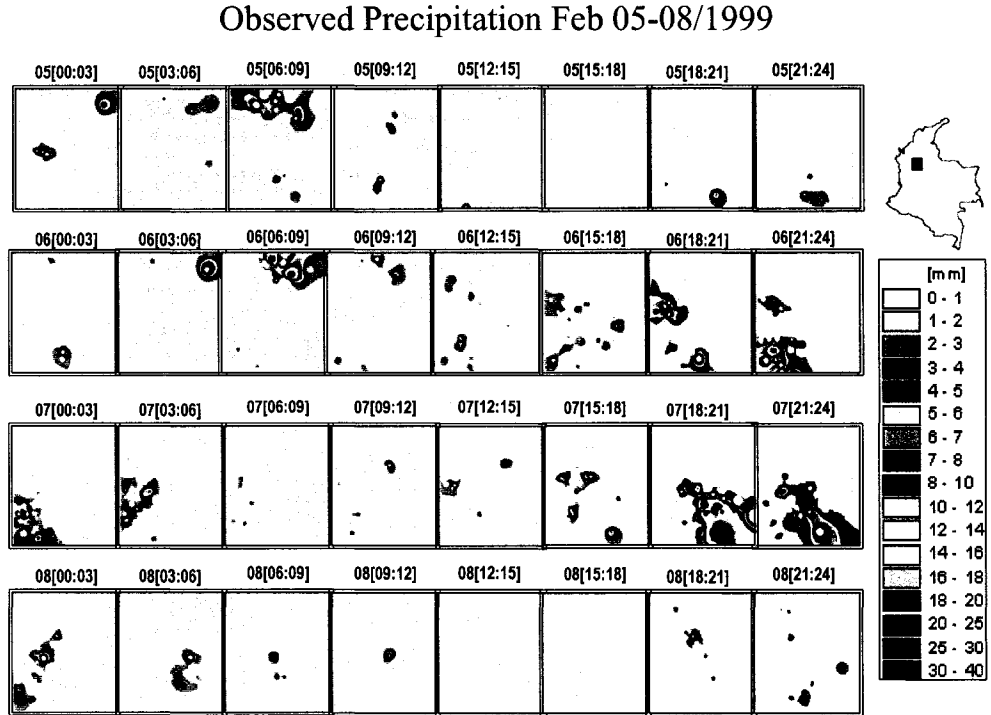 Observed Precipitation Feb 05-08/1999
05[00:03] 05[03:06] 05[06:09] 05[09:12] 05[12:15] 05[15:18] 05[18:21] 05[21:24]
06[00:03] 06[03:06] 06[06:09] 06[09:12] 06[12:15] 06[15:18] 06[18:21] 06[21:24]
07[00:03] 07[03:06] 07[06:09] 07[09:12] 07[12:15] 07[15:18] 07[18:21] 07[21:24]
08[00:03] 08[03:06] 08[06:09] 08[09:12] 08[12:15] 08[15:18] 08[18:21] 08[21:24]
[mm]
0 - 1
1 - 2
2 - 3
3 - 4
4 - 5
5 - 6
6 - 7
7 - 8
8 - 10
10 - 12
12 - 14
14 - 16
16 - 18
18 - 20
20 - 25
25 - 30
30 - 40